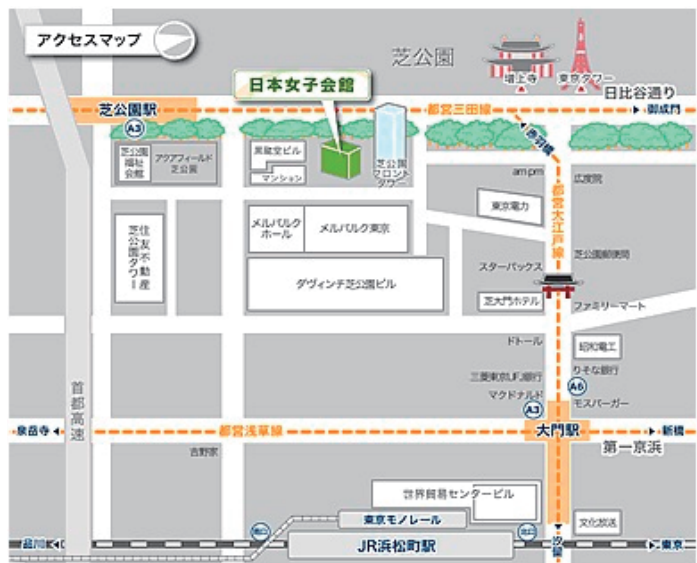 アクセスマップ
芝公園
増上寺
東京タワー
日比谷通り
日本女子会館
芝公園駅
都営三田線
御成門
A3
赤羽橋
芝公園
福祉
会館
アクアフィールド
芝公園
黒龍堂ビル
マンション
芝公園
フロント
タワー
am pm
広度院
東京電力
都営大江戸線
住友不動産
芝公園タワー
メルパルク
ホール
メルパルク東京
芝公園郵便局
スターバックス
ダヴィンチ芝公園ビル
芝大門ホテル
ファミリーマート
ドトール
昭和電工
三菱東京UFJ銀行
りそな銀行
首都高速
マクドナルド
A6
A3
モスバーガー
泉岳寺
都営浅草線
大門駅
新橋
第一京浜
吉野家
世界貿易センタービル
東京モノレール
文化放送
南口
北口
品川
JR浜松町駅
汐留
東京